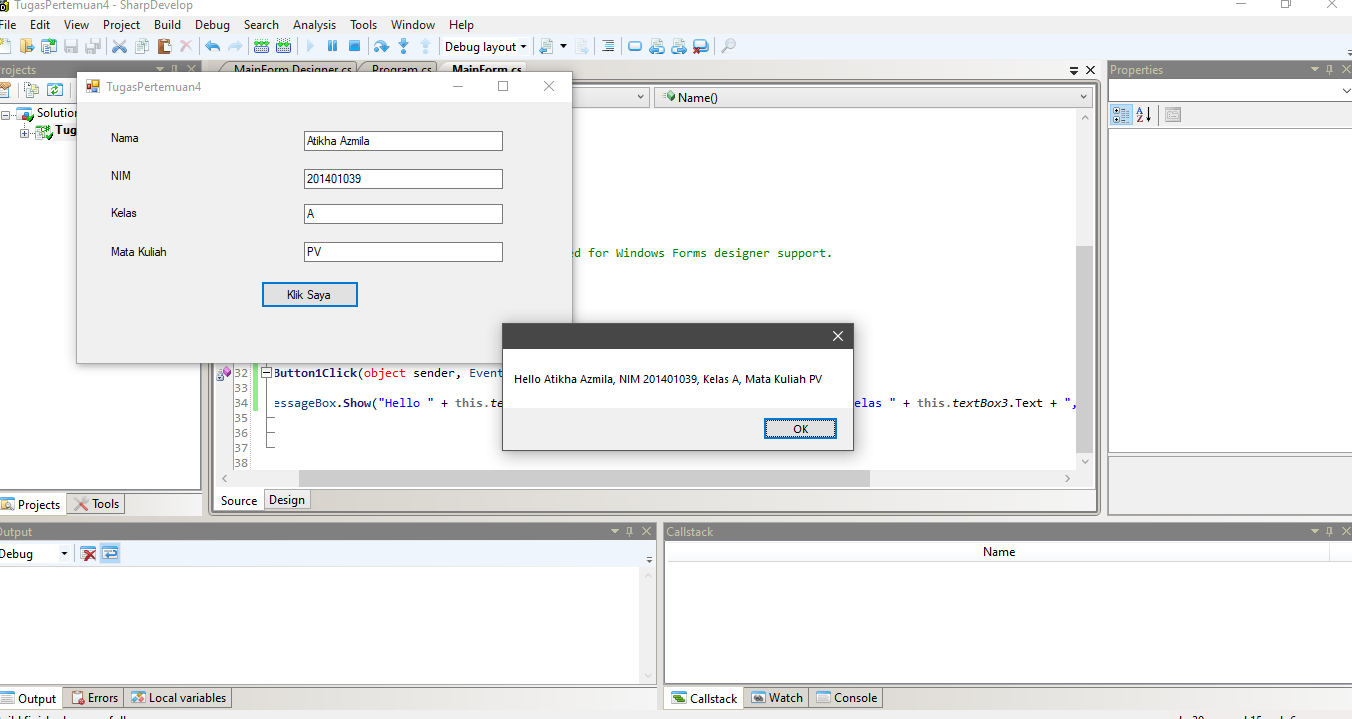 TugasPertemuan4 - SharpDevelop
File Edit View Project Build Debug Search Analysis Tools Window Help
Debug layout
Projects
MainForm.Designer.cs Program.cs MainForm.cs
Properties
TugasPertemuan4
Name()
Solution
Tug
Nama
Atikha Azmila
NIM
201401039
Kelas
A
Mata Kuliah
PV
Klik Saya
ed for Windows Forms designer support.
Hello Atikha Azmila, NIM 201401039, Kelas A, Mata Kuliah PV
OK
32 Button1Click(object sender, Event
33
34 essageBox.Show("Hello " + this.te elas " + this.textBox3.Text + ",
35
36
37
38
Projects Tools
Source Design
Output
Debug
Callstack
Name
Output Errors Local variables
Callstack Watch Console